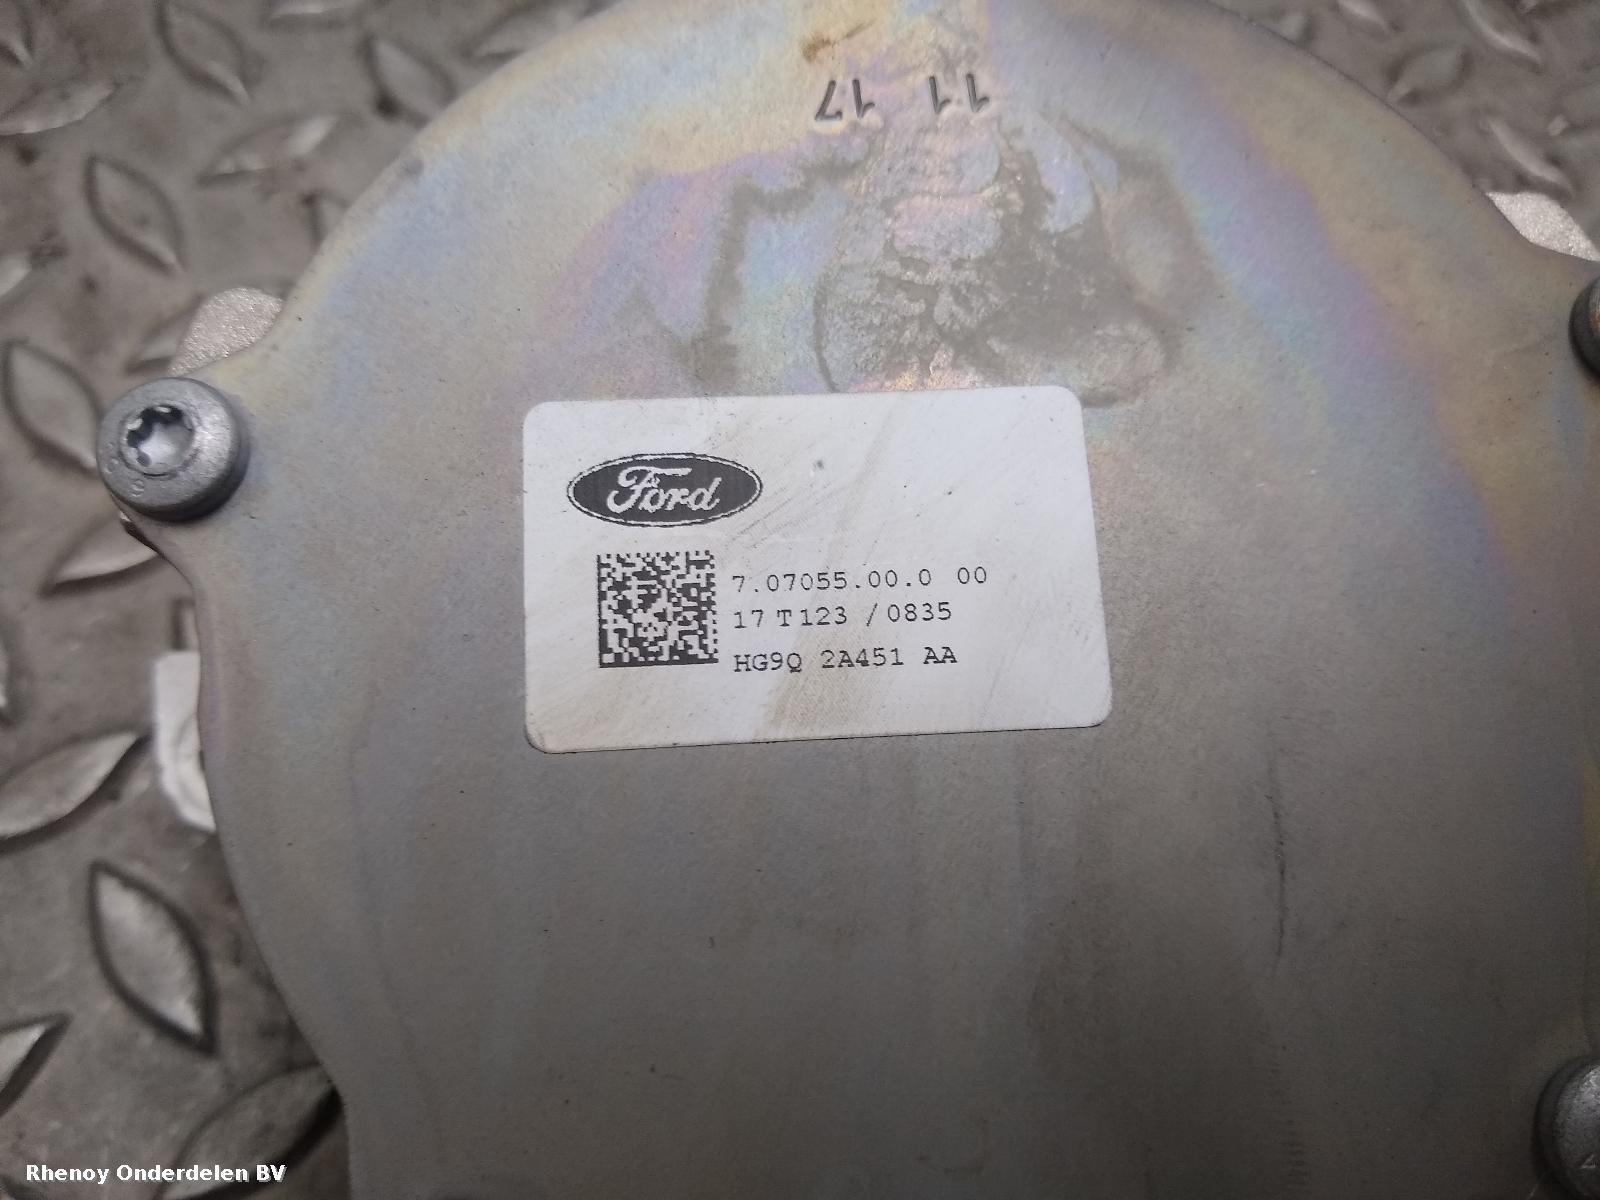 11 17
Ford
7.07055.00.0 00
17 T123 / 0835
HG9Q 2A451 AA
Rhenoy Onderdelen BV